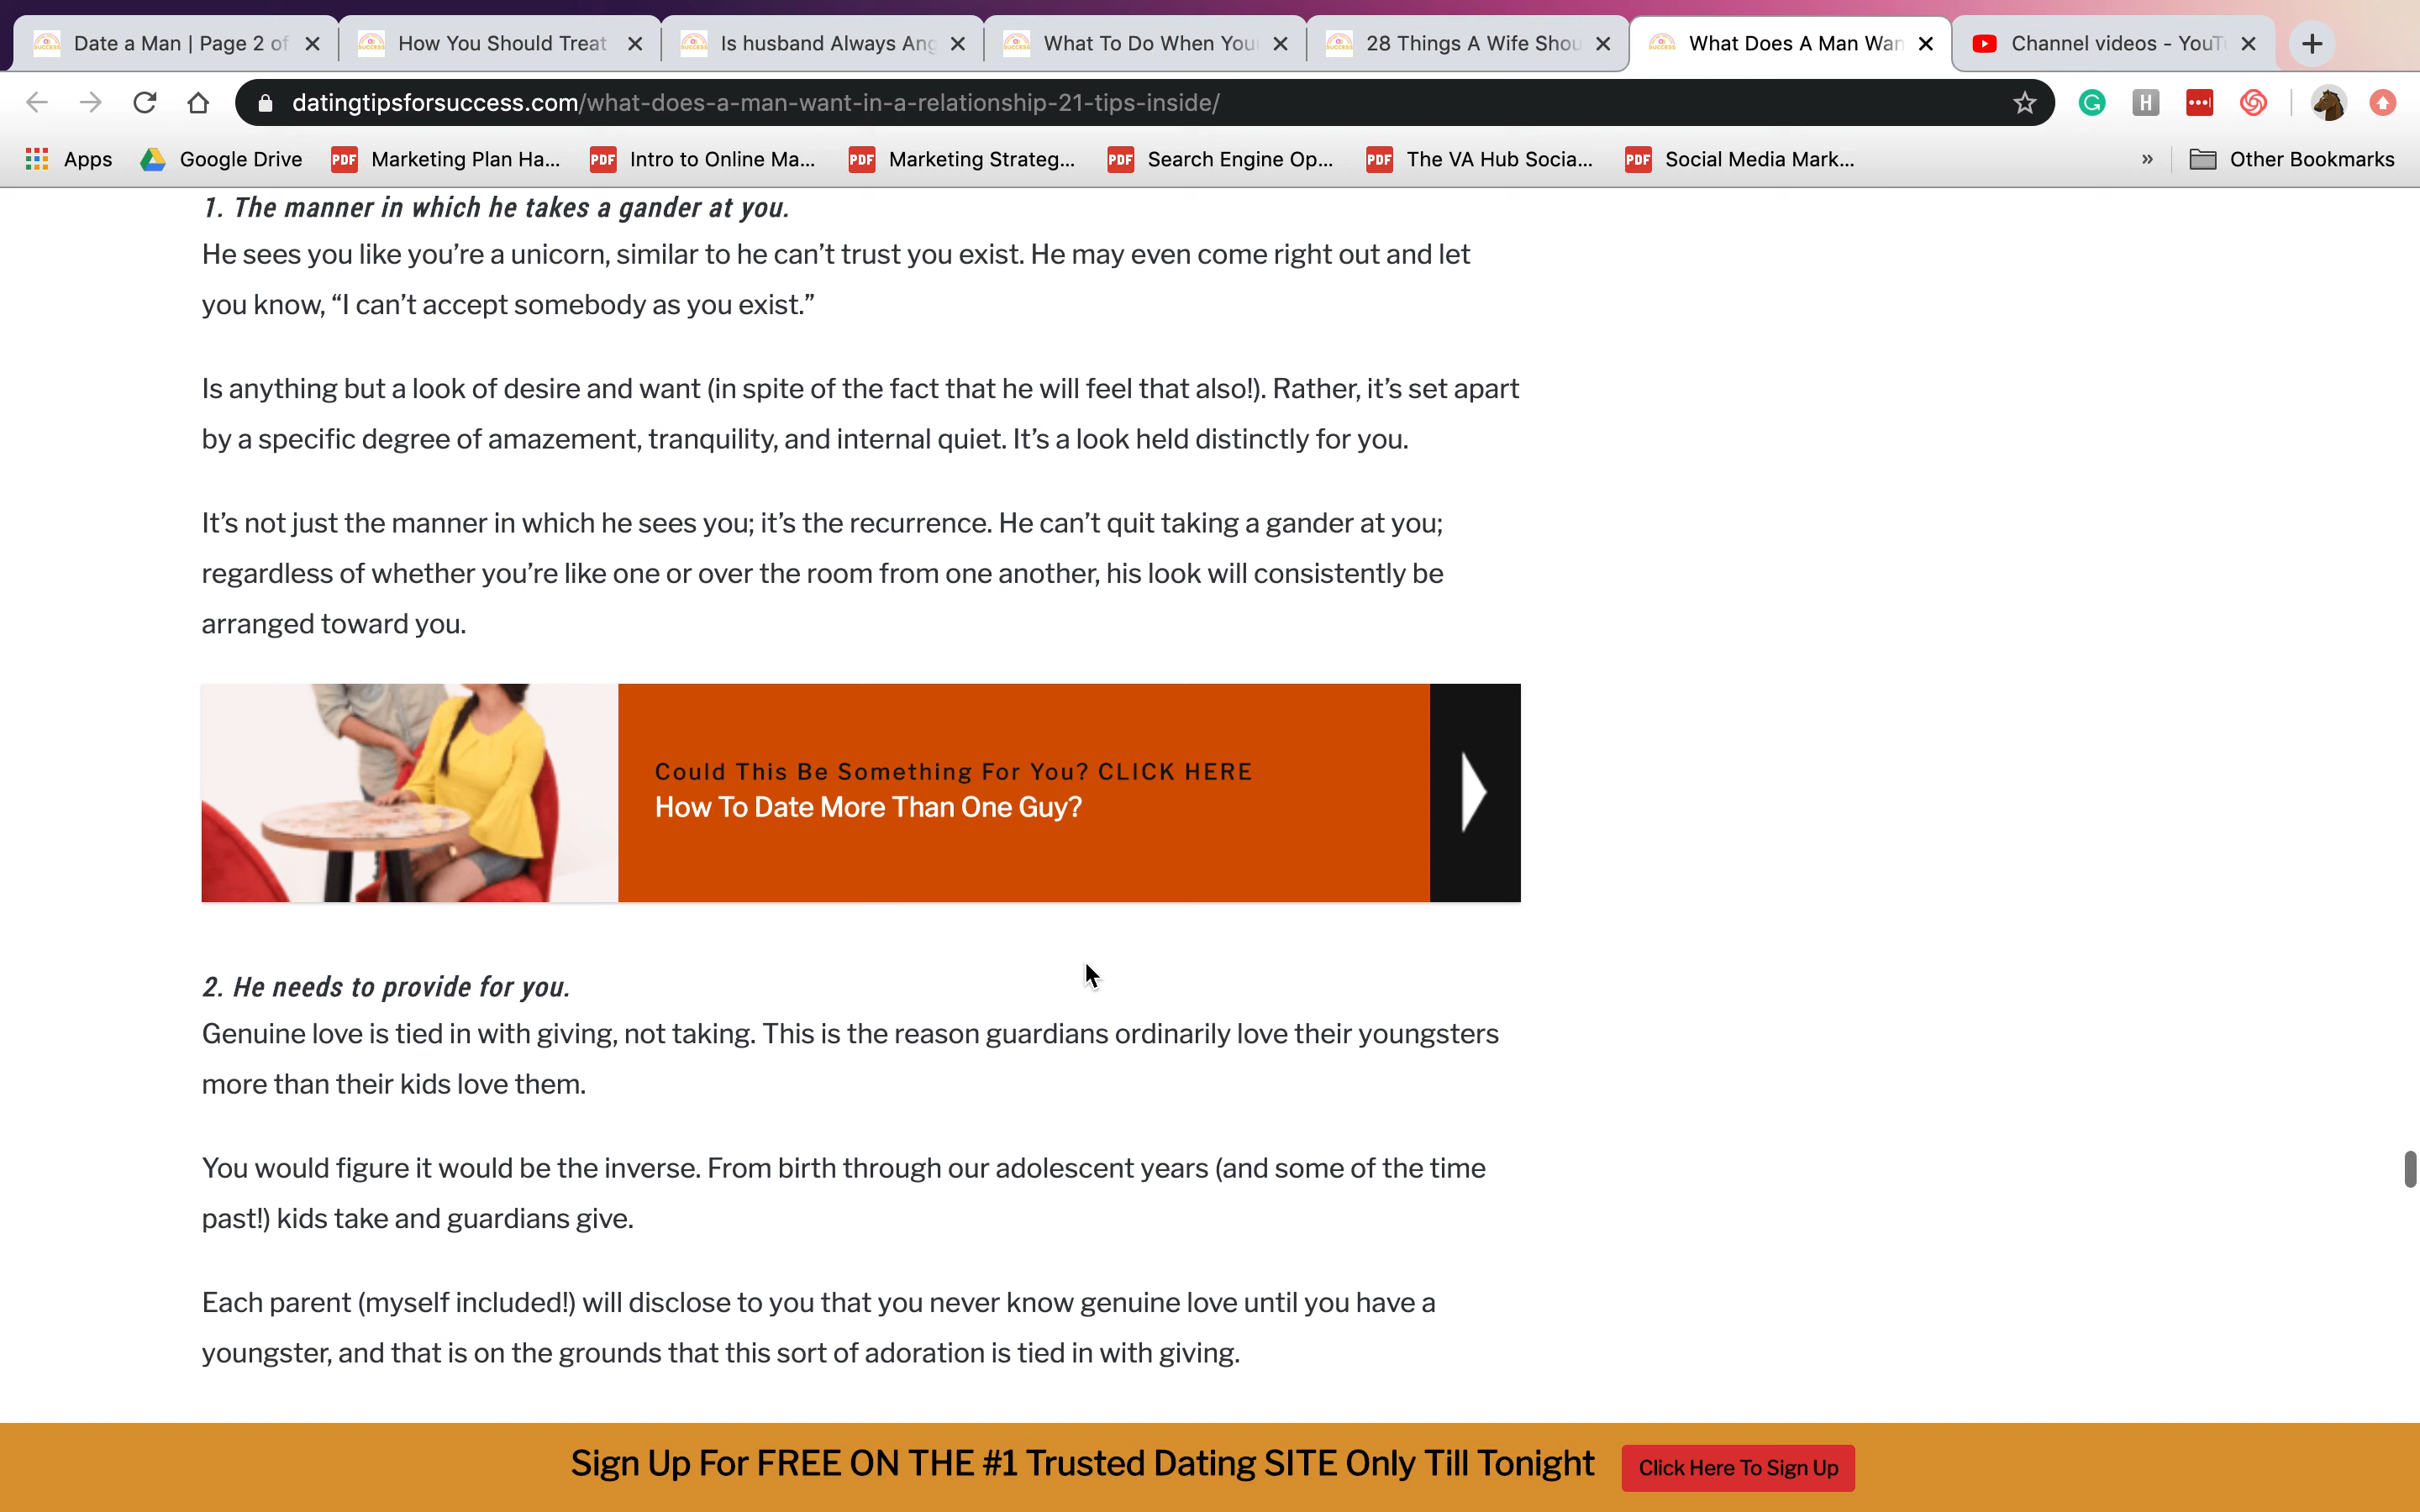 Date a Man | Page 2 of
How You Should Treat
Is husband Always Ang
What To Do When You
28 Things A Wife Shou
What Does A Man Wan
Channel videos - YouT
datingtipsforsuccess.com/what-does-a-man-want-in-a-relationship-21-tips-inside/
Apps
Google Drive
PDF Marketing Plan Ha...
PDF Intro to Online Ma...
PDF Marketing Strateg...
PDF Search Engine Op...
PDF The VA Hub Socia...
PDF Social Media Mark...
»
Other Bookmarks
1. The manner in which he takes a gander at you.
He sees you like you’re a unicorn, similar to he can’t trust you exist. He may even come right out and let
you know, “I can’t accept somebody as you exist.”
Is anything but a look of desire and want (in spite of the fact that he will feel that also!). Rather, it’s set apart
by a specific degree of amazement, tranquility, and internal quiet. It’s a look held distinctly for you.
It’s not just the manner in which he sees you; it’s the recurrence. He can’t quit taking a gander at you;
regardless of whether you’re like one or over the room from one another, his look will consistently be
arranged toward you.
Could This Be Something For You? CLICK HERE
How To Date More Than One Guy?
2. He needs to provide for you.
Genuine love is tied in with giving, not taking. This is the reason guardians ordinarily love their youngsters
more than their kids love them.
You would figure it would be the inverse. From birth through our adolescent years (and some of the time
past!) kids take and guardians give.
Each parent (myself included!) will disclose to you that you never know genuine love until you have a
youngster, and that is on the grounds that this sort of adoration is tied in with giving.
Sign Up For FREE ON THE #1 Trusted Dating SITE Only Till Tonight
Click Here To Sign Up